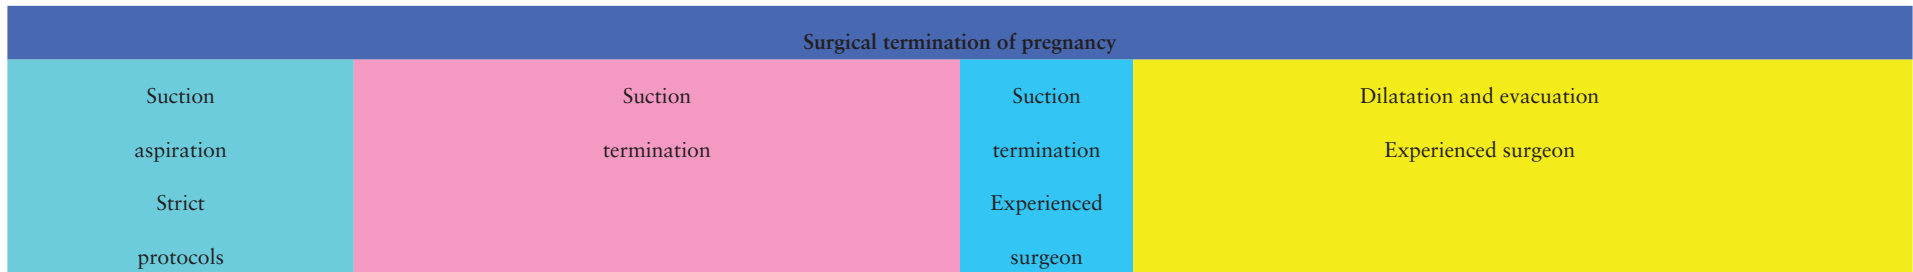 Surgical termination of pregnancy
Suction
aspiration
Strict
protocols
Suction
termination
Suction
termination
Experienced
surgeon
Dilatation and evacuation
Experienced surgeon